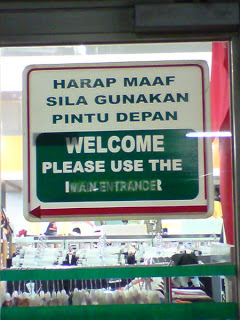 HARAP MAAF
SILA GUNAKAN
PINTU DEPAN
WELCOME
PLEASE USE THE
MAIN ENTRANCE